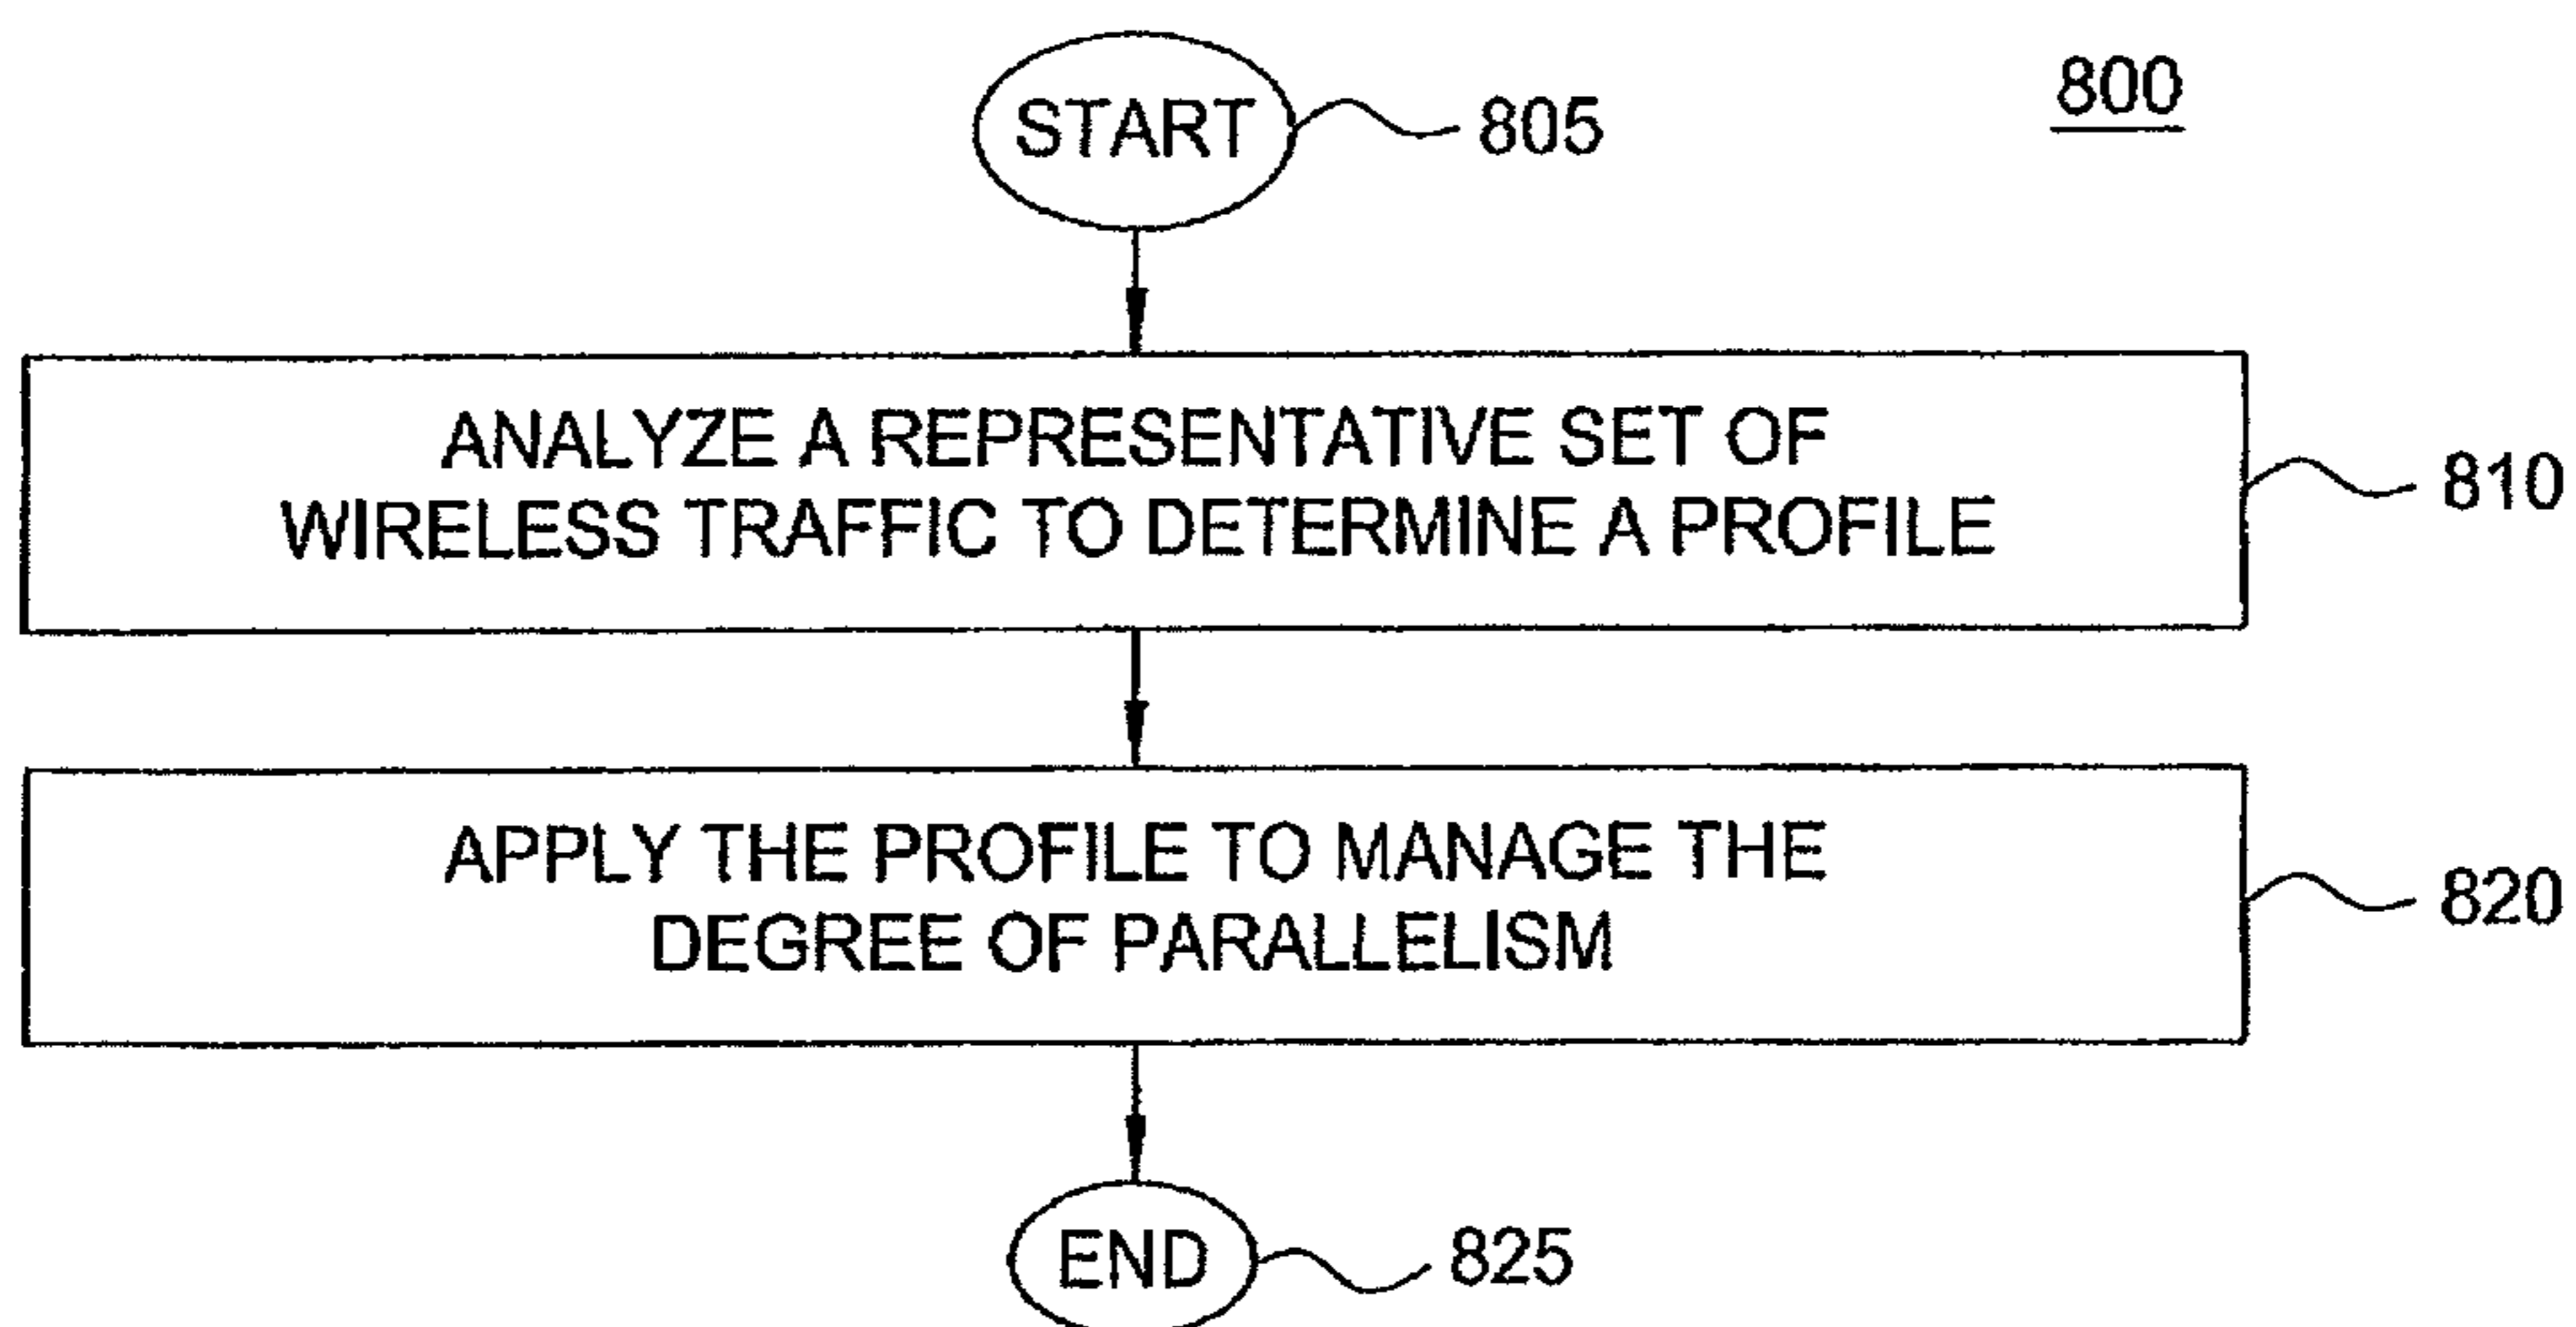 800
START
805
ANALYZE A REPRESENTATIVE SET OF
WIRELESS TRAFFIC TO DETERMINE A PROFILE
810
APPLY THE PROFILE TO MANAGE THE
DEGREE OF PARALLELISM
820
END
825